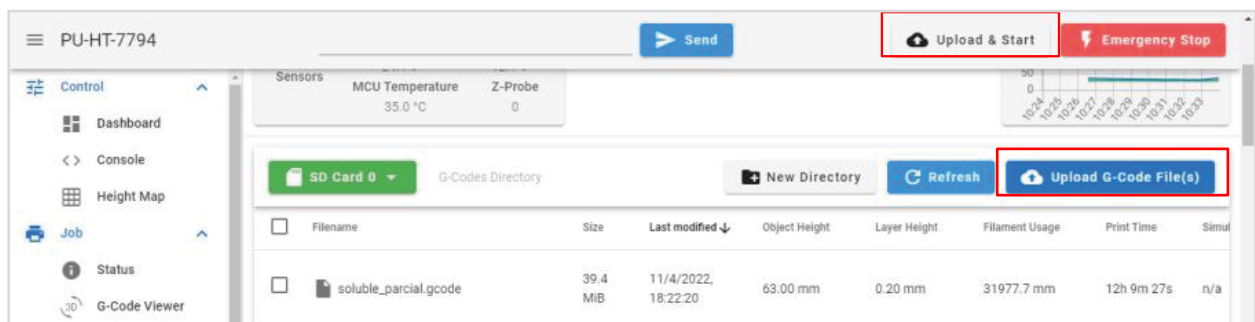 PU-HT-7794
Send
Upload & Start
Emergency Stop
Control
Dashboard
Console
Height Map
Job
Status
3D
G-Code Viewer
Sensors
MCU Temperature
Z-Probe
35.0 °C
0
50
0
10:24
10:25
10:26
10:27
10:28
10:29
10:30
10:31
10:32
10:33
SD Card 0
G-Codes Directory
New Directory
Refresh
Upload G-Code File(s)
Filename
Size
Last modified
Object Height
Layer Height
Filament Usage
Print Time
Simul
soluble_parcial.gcode
39.4
MiB
11/4/2022,
18:22:20
63.00 mm
0.20 mm
31977.7 mm
12h 9m 27s
n/a